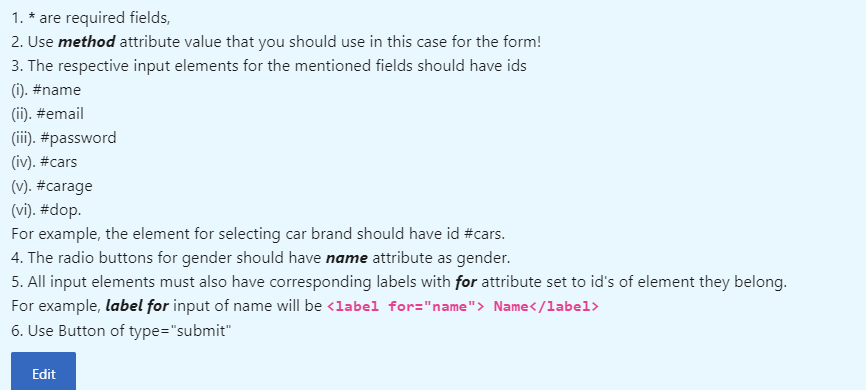 1. * are required fields,
2. Use method attribute value that you should use in this case for the form!
3. The respective input elements for the mentioned fields should have ids
(i). #name
(ii). #email
(iii). #password
(iv). #cars
(v). #carage
(vi). #dop.
For example, the element for selecting car brand should have id #cars.
4. The radio buttons for gender should have name attribute as gender.
5. All input elements must also have corresponding labels with for attribute set to id's of element they belong.
For example, label for input of name will be <label for="name"> Name</label>
6. Use Button of type="submit"
Edit